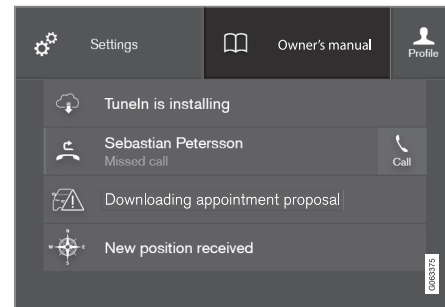 Settings
Owner's manual
Profile
TuneIn is installing
Sebastian Petersson
Missed call
Call
Downloading appointment proposal
N
W E
S
New position received
G063375